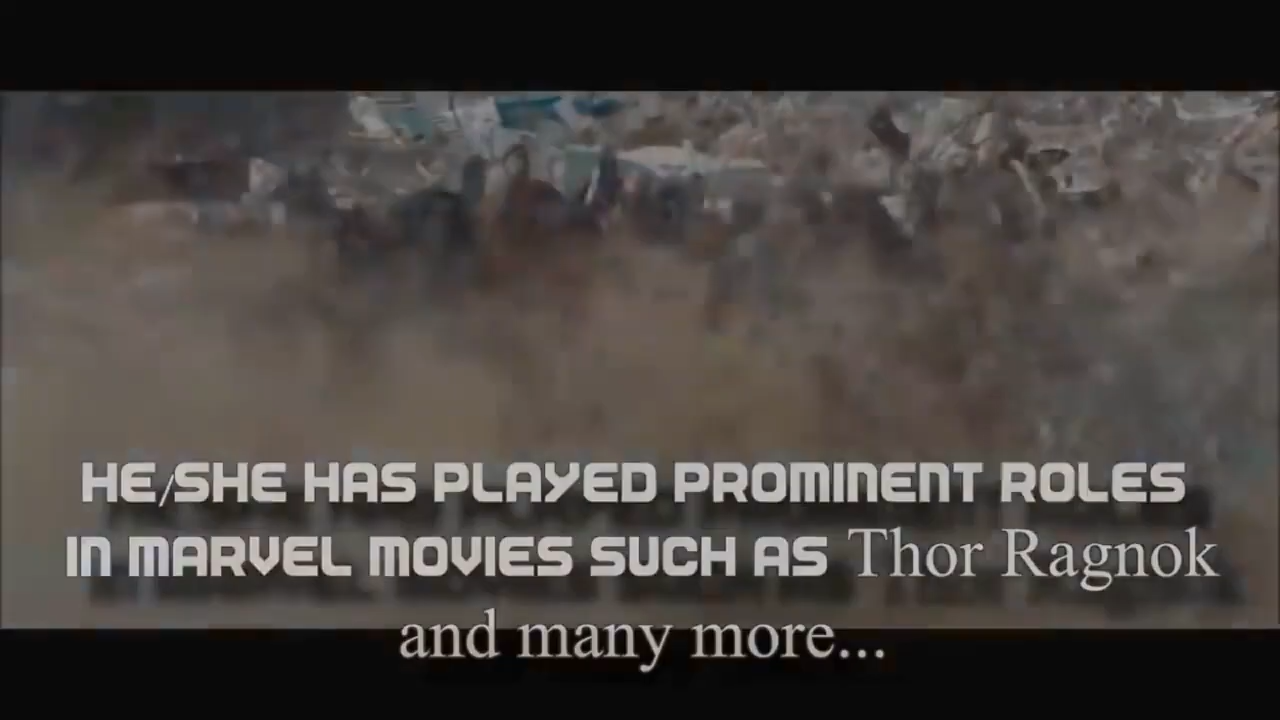 HE/SHE HAS PLAYED PROMINENT ROLES
IN MARVEL MOVIES SUCH AS Thor Ragnok
and many more...